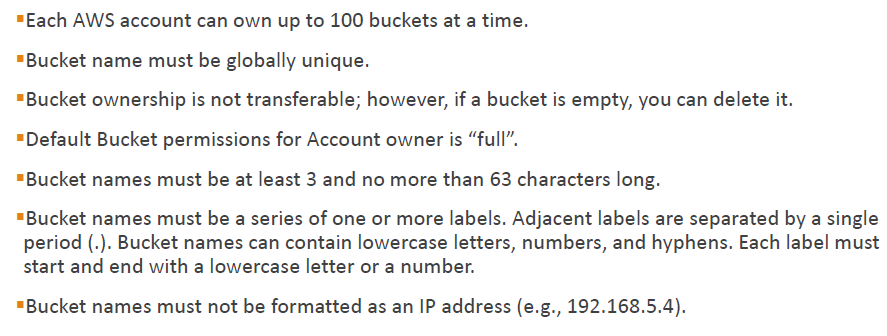 ▪Each AWS account can own up to 100 buckets at a time.
▪Bucket name must be globally unique.
▪Bucket ownership is not transferable; however, if a bucket is empty, you can delete it.
▪Default Bucket permissions for Account owner is “full”.
▪Bucket names must be at least 3 and no more than 63 characters long.
▪Bucket names must be a series of one or more labels. Adjacent labels are separated by a single
period (.). Bucket names can contain lowercase letters, numbers, and hyphens. Each label must
start and end with a lowercase letter or a number.
▪Bucket names must not be formatted as an IP address (e.g., 192.168.5.4).